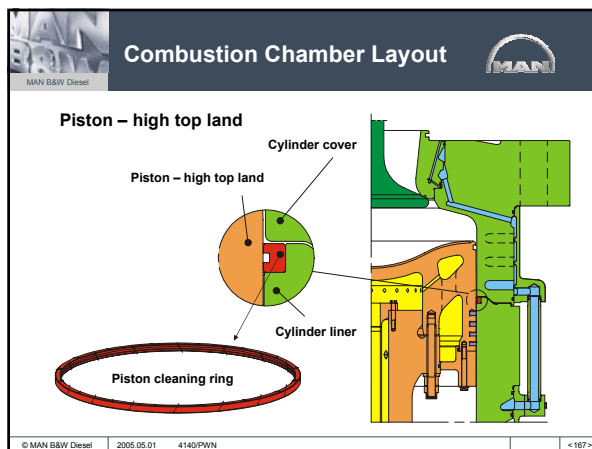 MAN
B&W
MAN B&W Diesel
Combustion Chamber Layout
MAN
Piston – high top land
Cylinder cover
Piston – high top land
Cylinder liner
Piston cleaning ring
© MAN B&W Diesel 2005.05.01 4140/PWN <167>